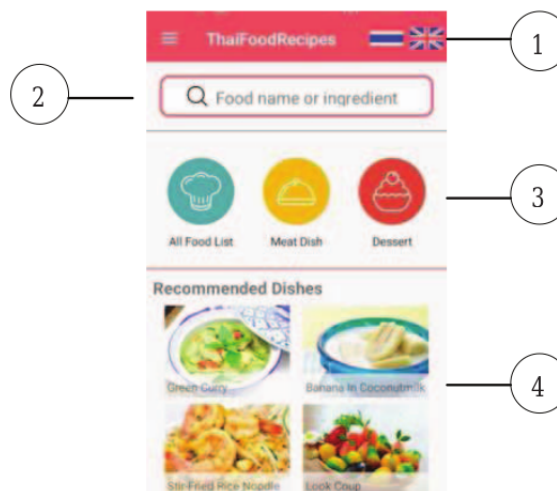 ThaiFoodRecipes
1
2
Food name or ingredient
All Food List
Meat Dish
Dessert
3
Recommended Dishes
Green Curry
Banana In Coconutmilk
4
Stir-Fried Rice Noodle
Look Coup